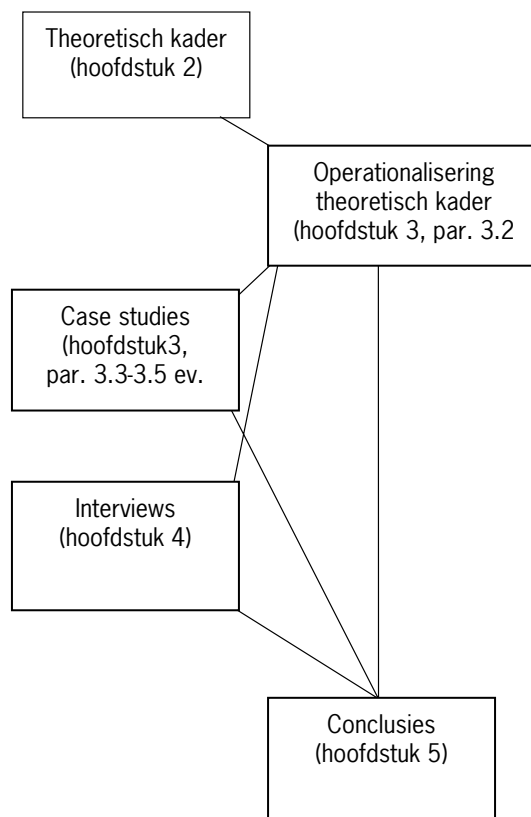 Theoretisch kader
(hoofdstuk 2)
Operationalisering
theoretisch kader
(hoofdstuk 3, par. 3.2
Case studies
(hoofdstuk3,
par. 3.3-3.5 ev.
Interviews
(hoofdstuk 4)
Conclusies
(hoofdstuk 5)